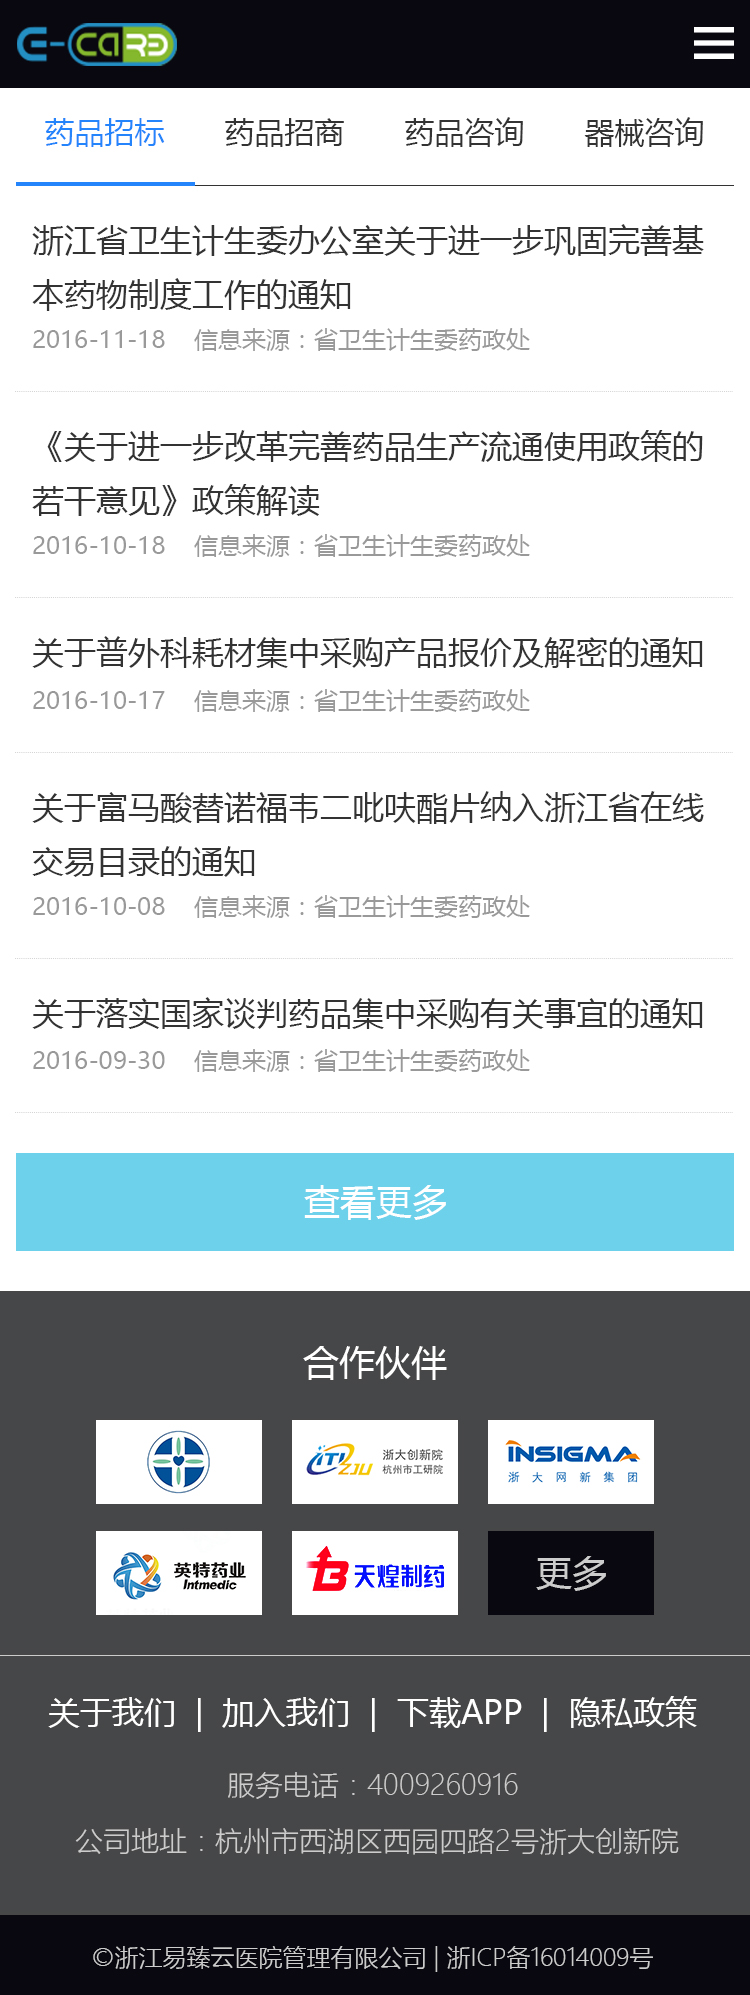 e-CARD
药品招标 药品招商 药品咨询 器械咨询
浙江省卫生计生委办公室关于进一步巩固完善基
本药物制度工作的通知
2016-11-18 信息来源：省卫生计生委药政处
《关于进一步改革完善药品生产流通使用政策的
若干意见》政策解读
2016-10-18 信息来源：省卫生计生委药政处
关于普外科耗材集中采购产品报价及解密的通知
2016-10-17 信息来源：省卫生计生委药政处
关于富马酸替诺福韦二吡呋酯片纳入浙江省在线
交易目录的通知
2016-10-08 信息来源：省卫生计生委药政处
关于落实国家谈判药品集中采购有关事宜的通知
2016-09-30 信息来源：省卫生计生委药政处
查看更多
合作伙伴
iTi ZJU 浙大创新院
杭州市工研院
INSIGMA
浙大网新集团
英特药业
Intmedic
天煌制药
更多
关于我们 | 加入我们 | 下载APP | 隐私政策
服务电话：4009260916
公司地址：杭州市西湖区西园四路2号浙大创新院
©浙江易臻云医院管理有限公司 | 浙ICP备16014009号